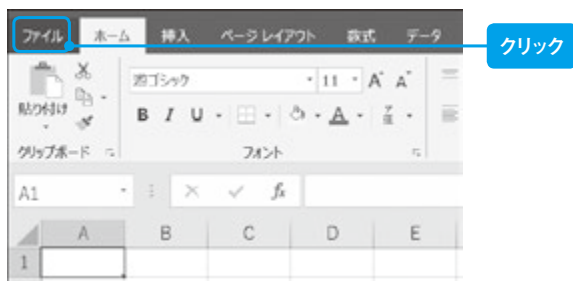 ファイル ホーム 挿入 ページ レイアウト 数式 データ
クリック
游ゴシック 11 A A
貼り付け
B I U A
クリップボード フォント
A1 fx
A B C D E
1